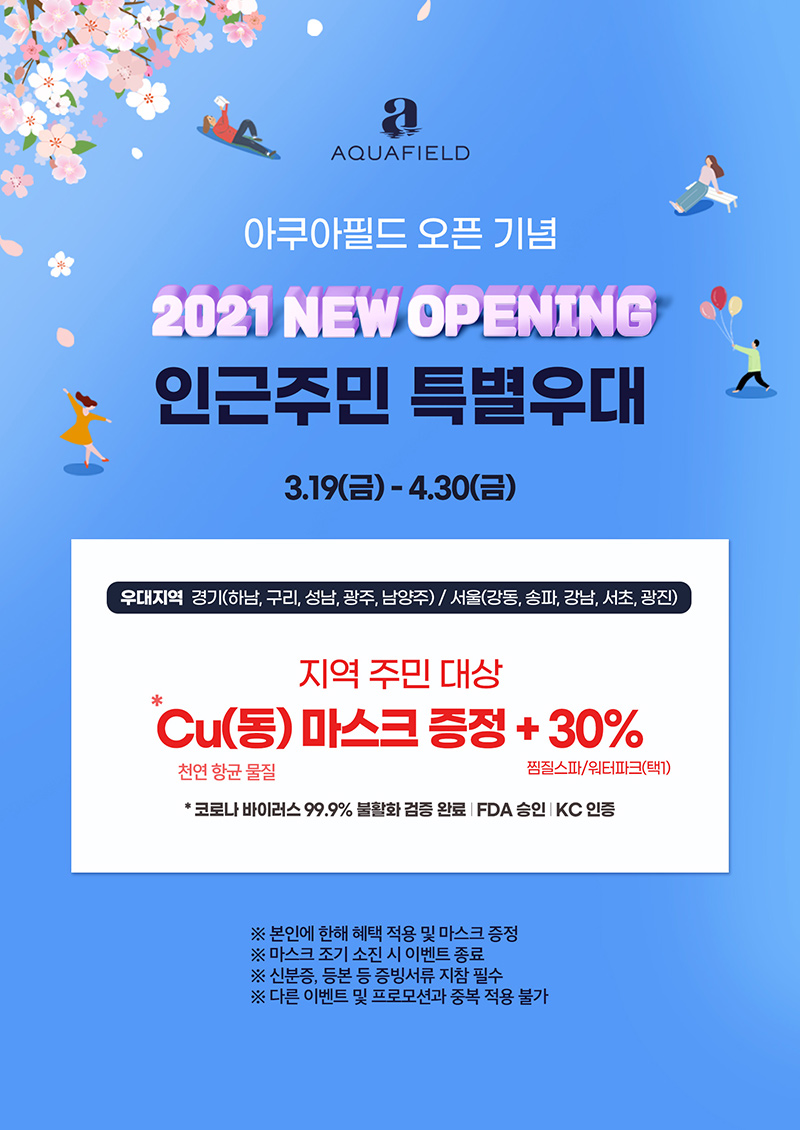 a
AQUAFIELD
아쿠아필드 오픈 기념
2021 NEW OPENING
인근주민 특별우대
3.19(금) - 4.30(금)
우대지역 경기(하남, 구리, 성남, 광주, 남양주) / 서울(강동, 송파, 강남, 서초, 광진)
지역 주민 대상
*Cu(동) 마스크 증정 + 30%
천연 항균 물질 찜질스파/워터파크(택1)
* 코로나 바이러스 99.9% 불활화 검증 완료 | FDA 승인 | KC 인증
※ 본인에 한해 혜택 적용 및 마스크 증정
※ 마스크 조기 소진 시 이벤트 종료
※ 신분증, 등본 등 증빙서류 지참 필수
※ 다른 이벤트 및 프로모션과 중복 적용 불가